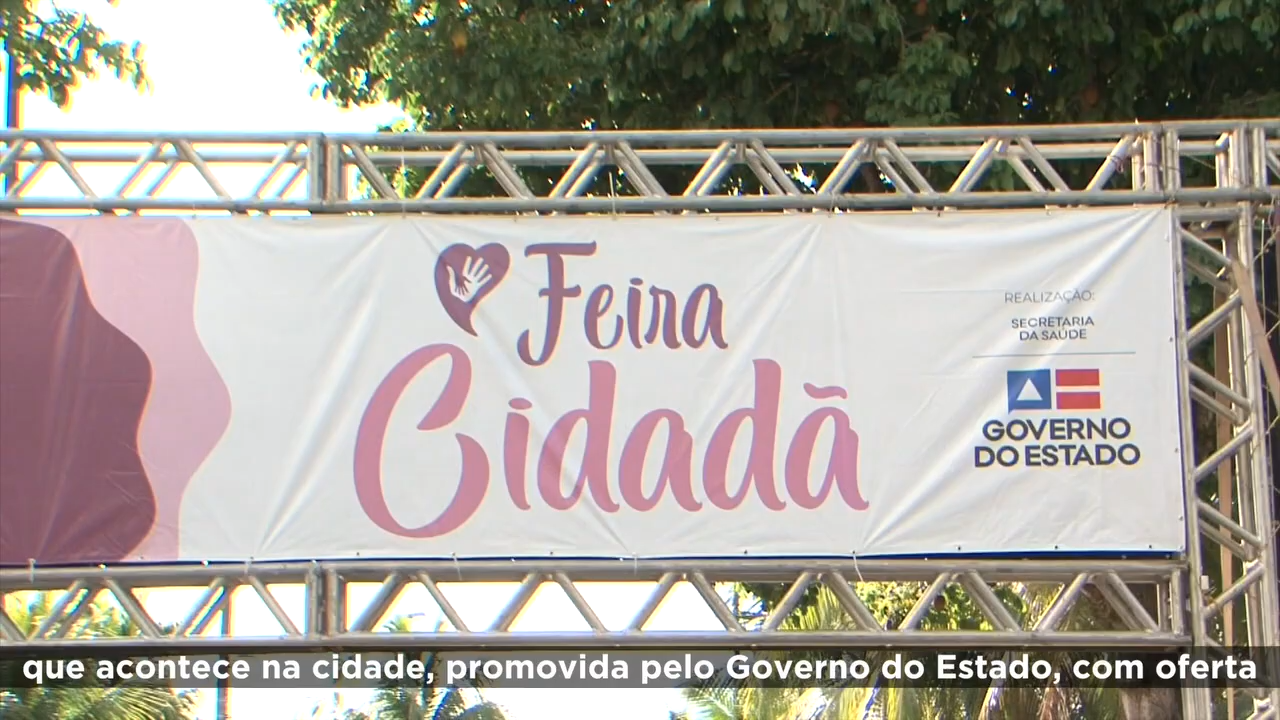 Feira
Cidadã
REALIZAÇÃO:
SECRETARIA
DA SAÚDE
GOVERNO
DO ESTADO
que acontece na cidade, promovida pelo Governo do Estado, com oferta